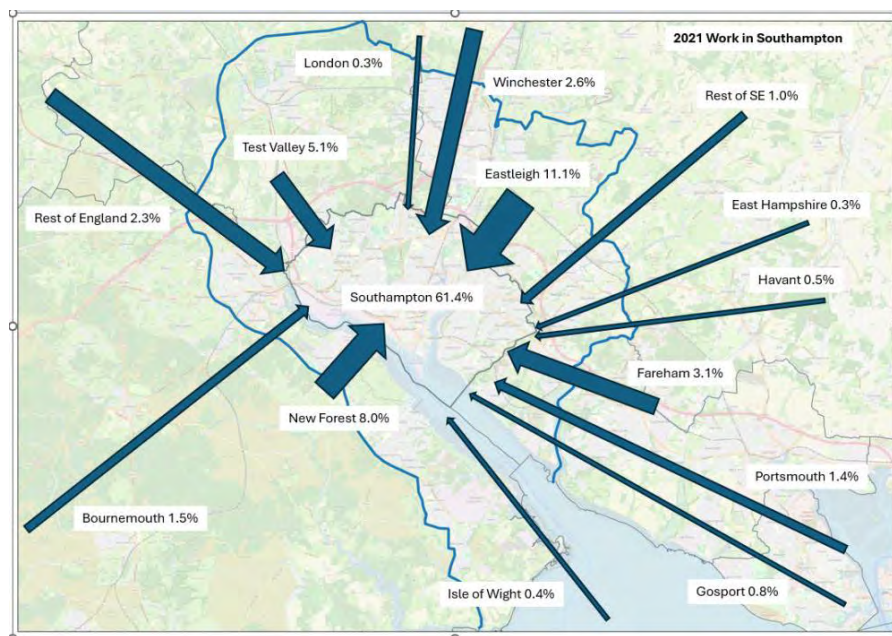 2021 Work in Southampton
London 0.3%
Winchester 2.6%
Rest of SE 1.0%
Test Valley 5.1%
Eastleigh 11.1%
Rest of England 2.3%
East Hampshire 0.3%
Havant 0.5%
Southampton 61.4%
Fareham 3.1%
New Forest 8.0%
Portsmouth 1.4%
Bournemouth 1.5%
Isle of Wight 0.4%
Gosport 0.8%